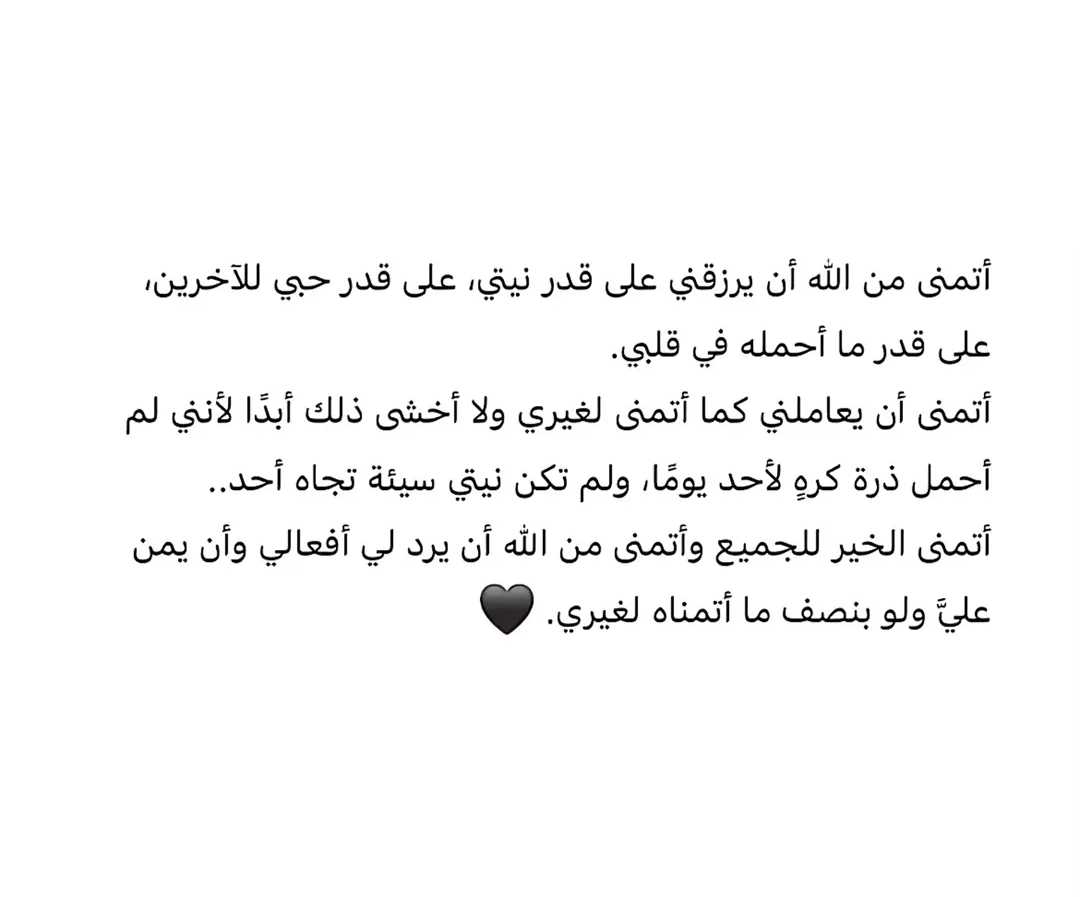 أتمنى من الله أن يرزقني على قدر نيتي، على قدر حبي للآخرين،
على قدر ما أحمله في قلبي.
أتمنى أن يعاملني كما أتمنى لغيري ولا أخشى ذلك أبدًا لأنني لم
أحمل ذرة كرهٍ لأحد يومًا، ولم تكن نيتي سيئة تجاه أحد..
أتمنى الخير للجميع وأتمنى من الله أن يرد لي أفعالي وأن يمن
عليَّ ولو بنصف ما أتمناه لغيري. 🖤